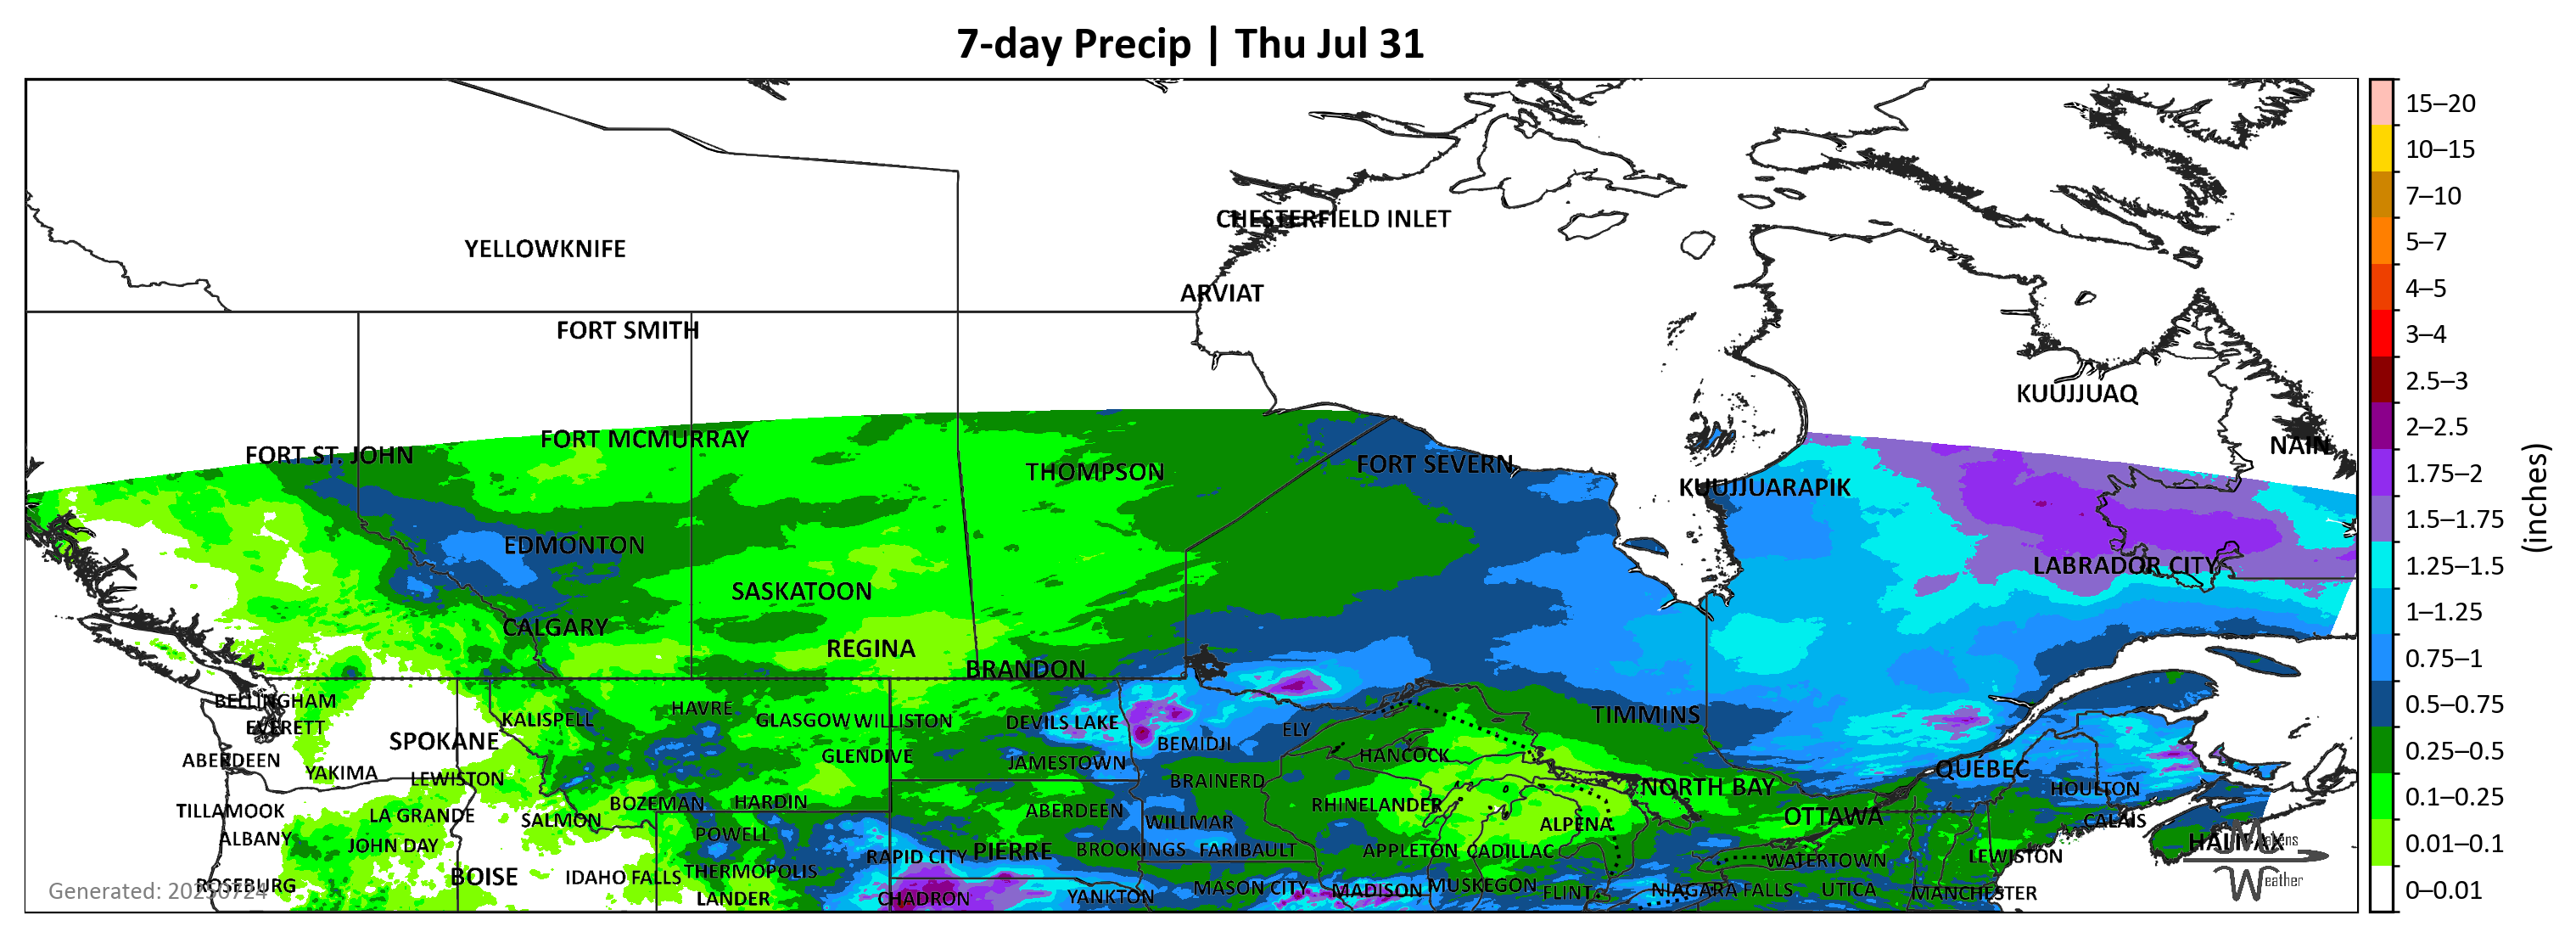 7-day Precip | Thu Jul 31
CHESTERFIELD INLET
YELLOWKNIFE
ARVIAT
FORT SMITH
KUUJJUAQ
FORT MCMURRAY
NAIN
FORT ST. JOHN
FORT SEVERN
THOMPSON
KUUJJUARAPIK
EDMONTON
LABRADOR CITY
SASKATOON
CALGARY
REGINA
BRANDON
BELLINGHAM
HAVRE
TIMMINS
KALISPELL
GLASGOW
WILLISTON
DEVILS LAKE
EVERETT
ELY
SPOKANE
BEMIDJI
HANCOCK
GLENDIVE
ABERDEEN
JAMESTOWN
QUÉBEC
YAKIMA
LEWISTON
BRAINERD
NORTH BAY
HOULTON
BOZEMAN
HARDIN
RHINELANDER
TILLAMOOK
LA GRANDE
SALMON
ABERDEEN
WILLMAR
ALPENA
OTTAWA
CALAIS
ALBANY
JOHN DAY
POWELL
HALIFAX
RAPID CITY
PIERRE
BROOKINGS
FARIBAULT
APPLETON
CADILLAC
WATERTOWN
LEWISTON
BOISE
IDAHO FALLS
THERMOPOLIS
ROSEBURG
Generated: 20250724
LANDER
CHADRON
YANKTON
MASON CITY
MADISON
MUSKEGON
FLINT
NIAGARA FALLS
UTICA
MANCHESTER
Makens
Weather
15–20
10–15
7–10
5–7
4–5
3–4
2.5–3
2–2.5
1.75–2
1.5–1.75
1.25–1.5
1–1.25
0.75–1
0.5–0.75
0.25–0.5
0.1–0.25
0.01–0.1
0–0.01
(inches)